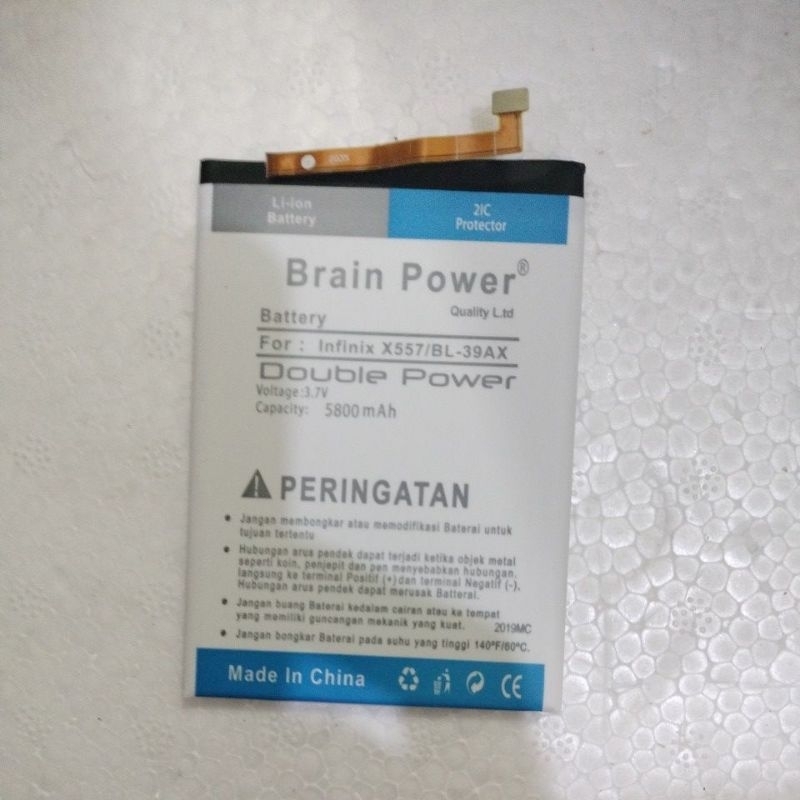 2035
Li-ion
Battery
2IC
Protector
Brain Power®
Quality L.td
Battery
For : Infinix X557/BL-39AX
Double Power
Voltage:3.7V
Capacity: 5800mAh
PERINGATAN
• Jangan membongkar atau memodifikasi Baterai untuk
tujuan tertentu
• Hubungan arus pendek dapat terjadi ketika objek metal
seperti koin, penjepit dan pen menyebabkan hubungan,
langsung ke terminal Positif (+) dan terminal Negatif (-),
Hubungan arus pendek dapat merusak Baterai.
• Jangan buang Baterai kedalam cairan atau ke tempat
yang memiliki guncangan mekanik yang kuat.
2019MC
• Jangan bongkar Baterai pada suhu yang tinggi 140ºF/60ºC.
Made In China
CE